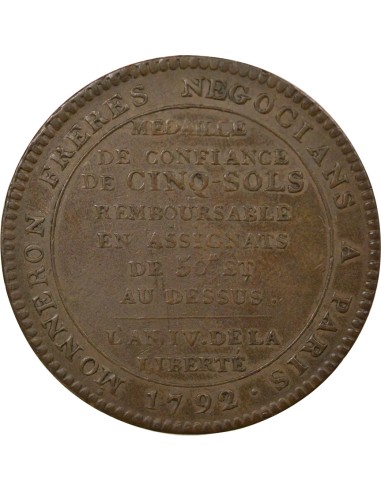 MONNERON FRERES NEGOCIANS A PARIS.
1792
MEDAILLE
DE CONFIANCE
DE CINQ-SOLS
REMBOURSABLE
EN ASSIGNATS
DE 50# ET
AU DESSUS.
L'AN IV. DE LA
LIBERTÉ